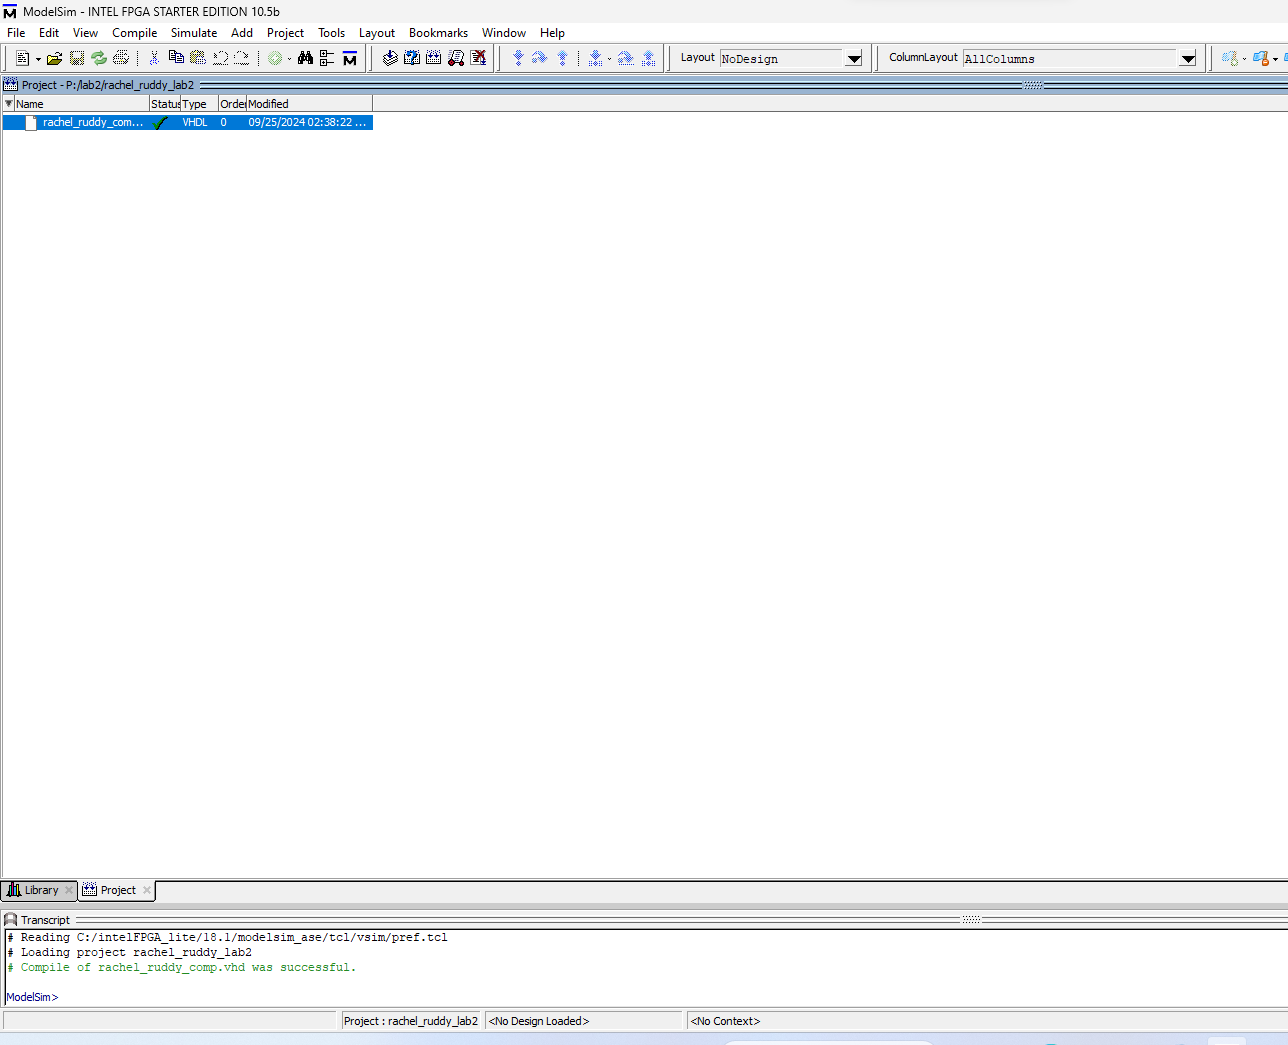 ModelSim - INTEL FPGA STARTER EDITION 10.5b
File Edit View Compile Simulate Add Project Tools Layout Bookmarks Window Help
Layout NoDesign ColumnLayout AllColumns
Project - P:/lab2/rachel_ruddy_lab2
Name Status Type Order Modified
rachel_ruddy_com... VHDL 0 09/25/2024 02:38:22 ...
Library Project
Transcript
# Reading C:/intelFPGA_lite/18.1/modelsim_ase/tcl/vsim/pref.tcl
# Loading project rachel_ruddy_lab2
# Compile of rachel_ruddy_comp.vhd was successful.
ModelSim>
Project : rachel_ruddy_lab2 <No Design Loaded> <No Context>